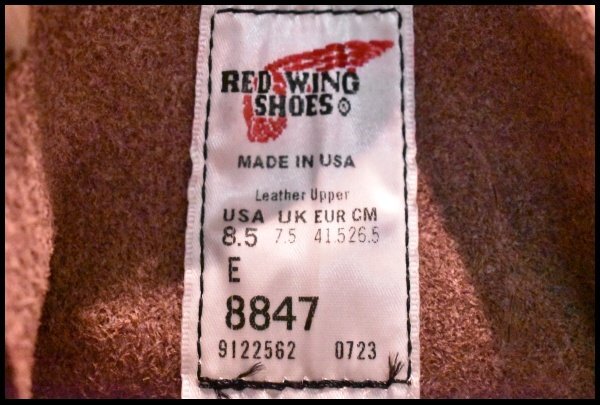 RED WING
SHOES ®
MADE IN USA
Leather Upper
USA UK EUR CM
8.5 7.5 41.5 26.5
E
8847
9122562 0723